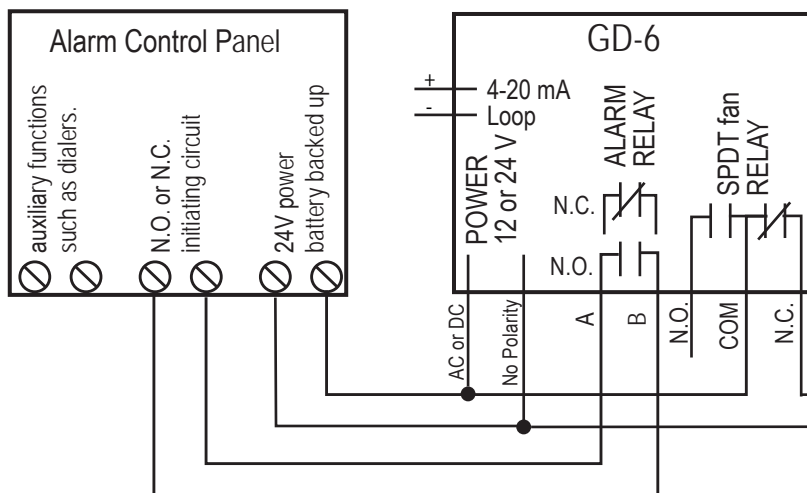 Alarm Control Panel
auxiliary functions
such as dialers.
N.O. or N.C.
initiating circuit
24V power
battery backed up
GD-6
+
-
4-20 mA
Loop
POWER
12 or 24 V
ALARM
RELAY
N.C.
N.O.
SPDT fan
RELAY
AC or DC
No Polarity
A
B
N.O.
COM
N.C.